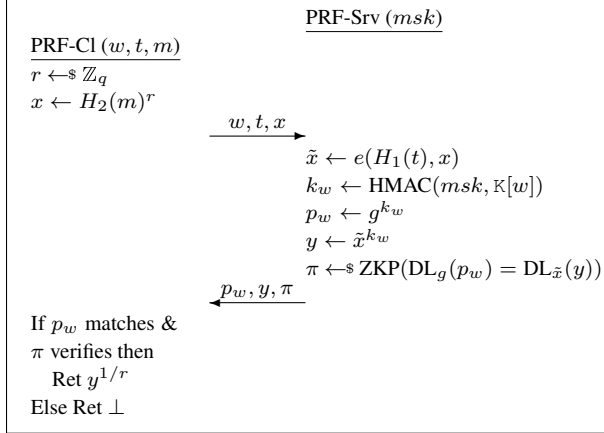 PRF-Srv (msk)
PRF-Cl (w, t, m)
r ←$ ℤ_q
x ← H_2(m)^r
w, t, x
x̃ ← e(H_1(t), x)
k_w ← HMAC(msk, 𝕂[w])
p_w ← g^{k_w}
y ← x̃^{k_w}
π ←$ ZKP(DL_g(p_w) = DL_x̃(y))
p_w, y, π
If p_w matches &
π verifies then
Ret y^{1/r}
Else Ret ⊥